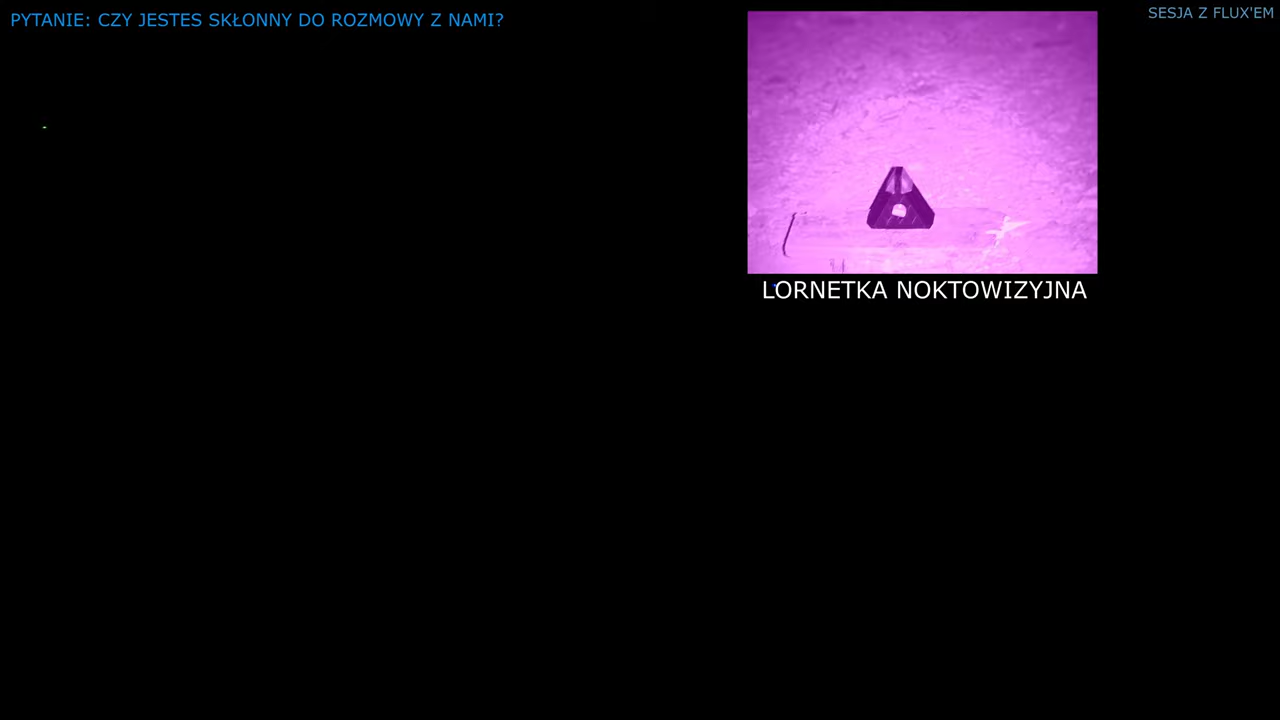 PYTANIE: CZY JESTES SKŁONNY DO ROZMOWY Z NAMI?
SESJA Z FLUX'EM
LORNETKA NOKTOWIZYJNA